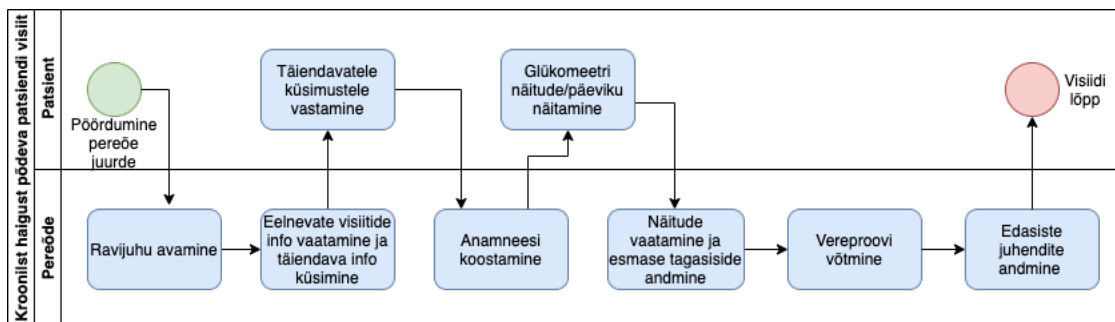 Kroonilst haigust põdeva patsiendi visiit
Patsient
Pöördumine
pereõe
juurde
Täiendavatele
küsimustele
vastamine
Glükomeetri
näitude/päeviku
näitamine
Visiidi
lõpp
Pereõde
Ravijuhu avamine
Eelnevate visiitide
info vaatamine ja
täiendava info
küsimine
Anamneesi
koostamine
Näitude
vaatamine ja
esmase tagasiside
andmine
Vereproovi
võtmine
Edasiste
juhendite
andmine